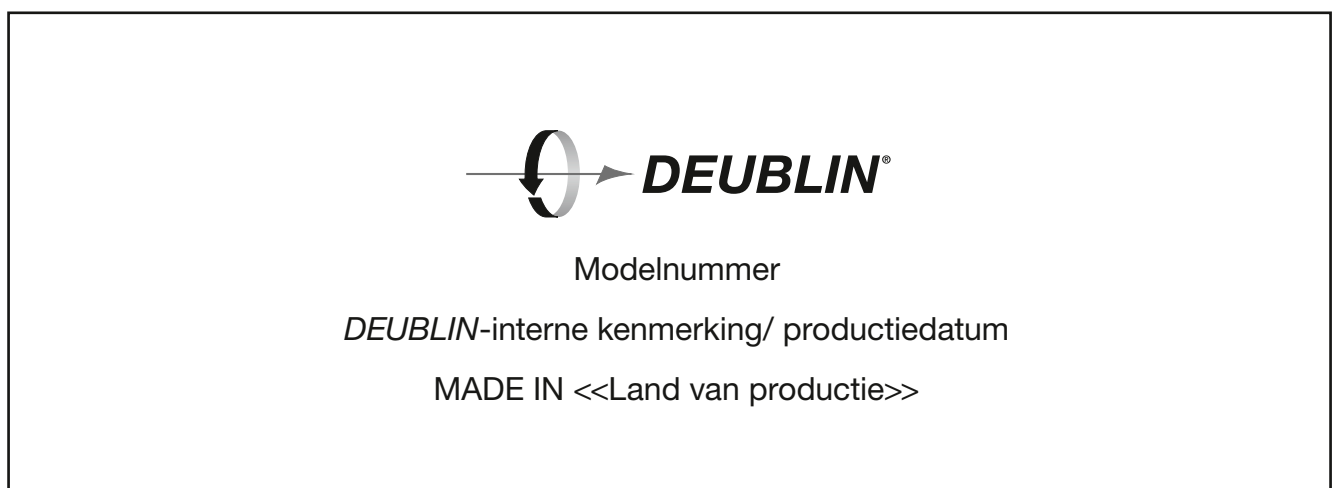 DEUBLIN®
Modelnummer
DEUBLIN-interne kenmerking/ productiedatum
MADE IN <<Land van productie>>